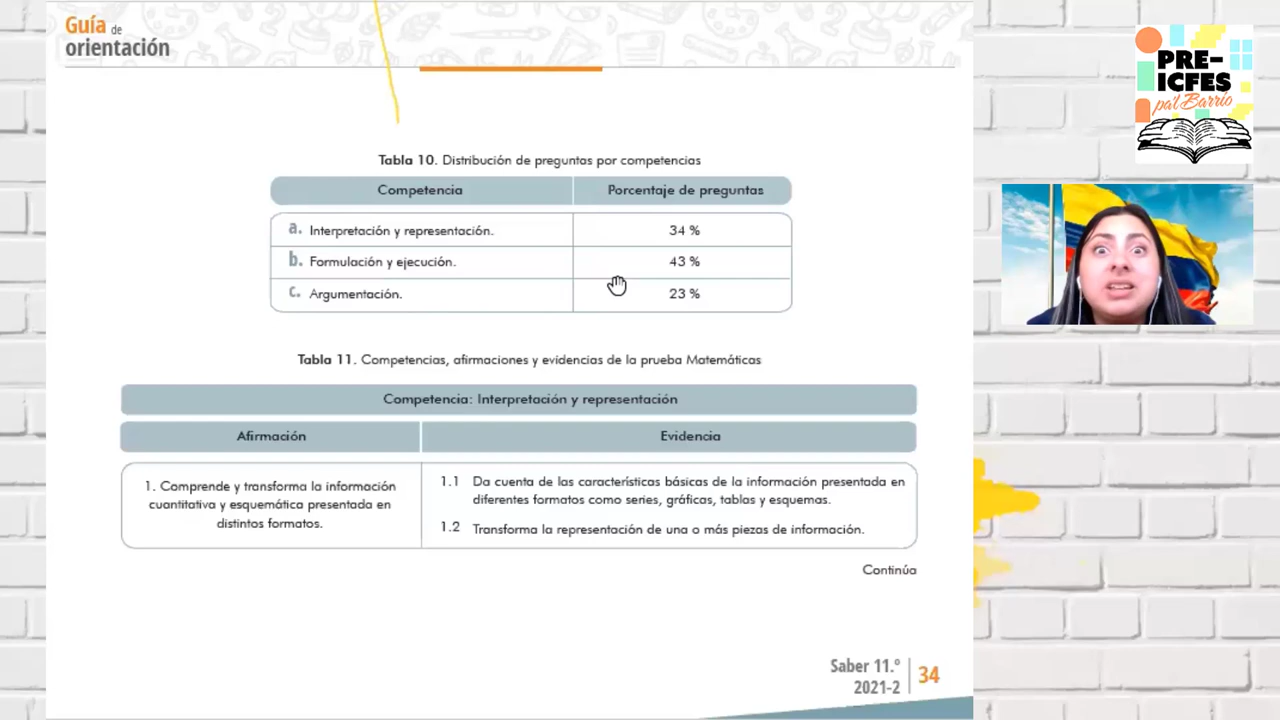 Guía de
orientación
PRE-
ICFES
pa'l Barrio
Tabla 10. Distribución de preguntas por competencias
Competencia Porcentaje de preguntas
a. Interpretación y representación. 34 %
b. Formulación y ejecución. 43 %
c. Argumentación. 23 %
Tabla 11. Competencias, afirmaciones y evidencias de la prueba Matemáticas
Competencia: Interpretación y representación
Afirmación Evidencia
1. Comprende y transforma la información
cuantitativa y esquemática presentada en
distintos formatos.
1.1 Da cuenta de las características básicas de la información presentada en
diferentes formatos como series, gráficas, tablas y esquemas.
1.2 Transforma la representación de una o más piezas de información.
Continúa
Saber 11.º
2021-2 34